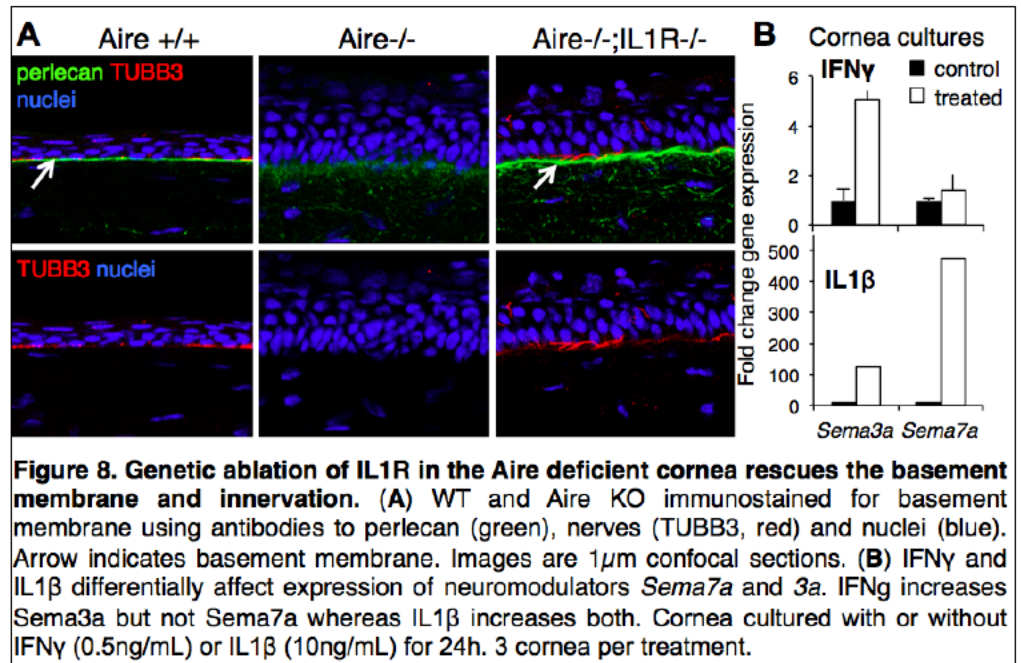 A
Aire +/+
Aire-/-
Aire-/-;IL1R-/-
perlecan TUBB3
nuclei
TUBB3 nuclei
B
Cornea cultures
IFNγ
control
treated
6
4
2
0
Fold change gene expression
500
400
300
200
100
0
IL1β
Sema3a Sema7a
Figure 8. Genetic ablation of IL1R in the Aire deficient cornea rescues the basement
membrane and innervation. (A) WT and Aire KO immunostained for basement
membrane using antibodies to perlecan (green), nerves (TUBB3, red) and nuclei (blue).
Arrow indicates basement membrane. Images are 1μm confocal sections. (B) IFNγ and
IL1β differentially affect expression of neuromodulators Sema7a and 3a. IFNg increases
Sema3a but not Sema7a whereas IL1β increases both. Cornea cultured with or without
IFNγ (0.5ng/mL) or IL1β (10ng/mL) for 24h. 3 cornea per treatment.